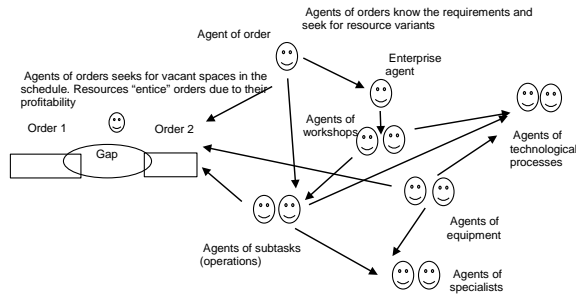 Agents of orders know the requirements and
seek for resource variants
Agent of order
Enterprise
agent
Agents of orders seeks for vacant spaces in the
schedule. Resources “entice” orders due to their
profitability
Agents of
workshops
Order 1
Order 2
Gap
Agents of
technological
processes
Agents of
equipment
Agents of subtasks
(operations)
Agents of
specialists